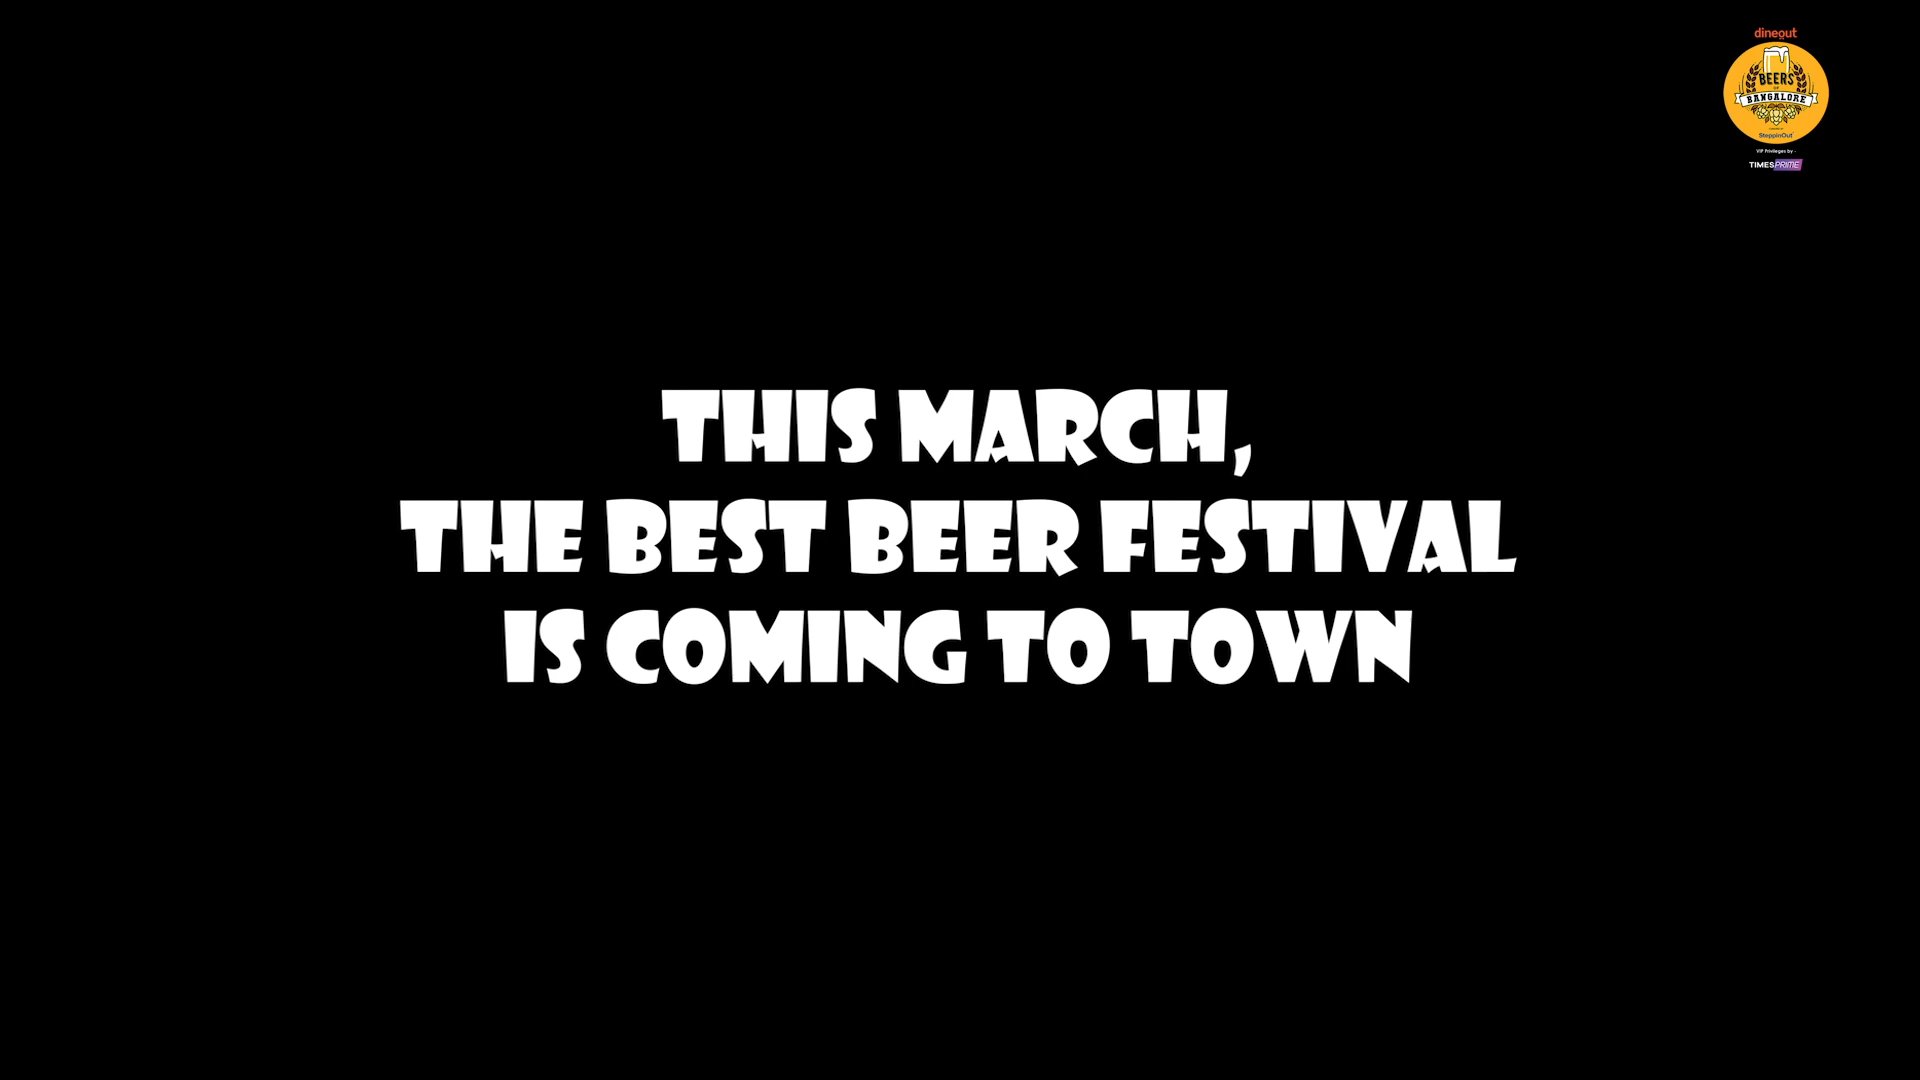 dineout
BEERS
OF
BANGALORE
SteppinOut
VIP Privileges by -
TIMES PRIME
THIS MARCH,
THE BEST BEER FESTIVAL
IS COMING TO TOWN